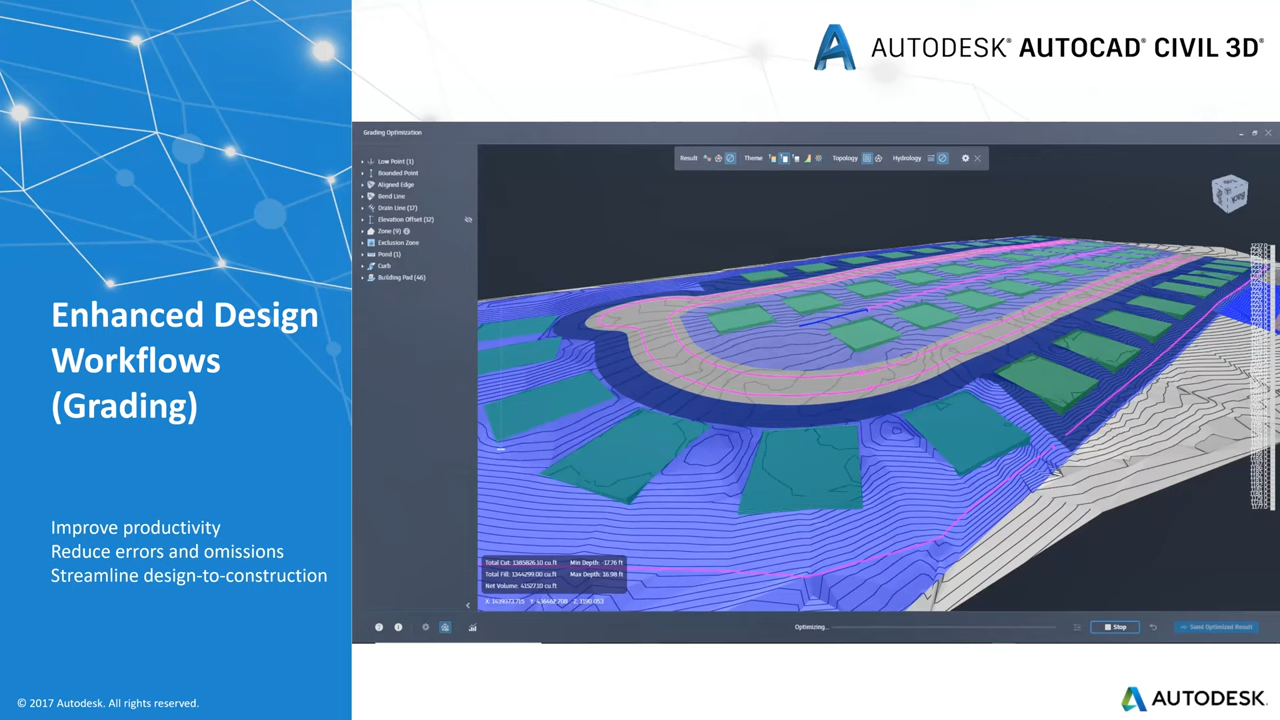 AUTODESK® AUTOCAD® CIVIL 3D®
Enhanced Design
Workflows
(Grading)
Improve productivity
Reduce errors and omissions
Streamline design-to-construction
© 2017 Autodesk. All rights reserved.
Grading Optimization
Result Theme Topology Hydrology
Low Point (1)
Bounded Point
Aligned Edge
Bend Line
Drain Line (17)
Elevation Offset (12)
Zone (9)
Exclusion Zone
Pond (1)
Curb
Building Pad (46)
BACK
Total Cut: 1385826.10 cu.ft Min Depth: -17.76 ft
Total Fill: 1344299.00 cu.ft Max Depth: 16.98 ft
Net Volume: 41527.10 cu.ft
Optimizing...
Stop
Send Optimized Result
AUTODESK.